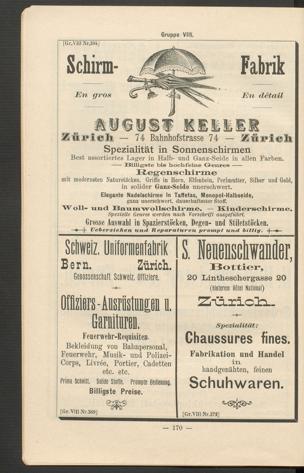 Gruppe VIII.
[Gr. VIII Nr. 394]
Schirm- Fabrik
En gros En détail
AUGUST KELLER
Zürich — 74 Bahnhofstrasse 74 — Zürich
Spezialität in Sonnenschirmen
Best assortiertes Lager in Halb- und Ganz-Seide in allen Farben.
— Billigste bis hochfeine Genres —
Regenschirme
mit modernsten Naturstöcken, Griffe in Horn, Elfenbein, Perlmutter, Silber und Gold,
in solider Ganz-Seide unerschwert.
Elegante Nadelschirme in Taffetas, Monopol-Halbseide,
ganz unerschwert, dauerhaftester Stoff.
Woll- und Baumwollschirme. — Kinderschirme.
Spezielle Genres werden nach Vorschrift ausgeführt.
Grosse Auswahl in Spazierstöcken, Degen- und Stiletstöcken.
Ueberziehen und Reparaturen prompt und billig.
Schweiz. Uniformenfabrik
Bern. Zürich.
Genossenschaft Schweiz. Offiziere.
Offiziers-Ausrüstungen u.
Garnituren.
Feuerwehr-Requisiten.
Bekleidung von Bahnpersonal,
Feuerwehr, Musik- und Polizei-
Corps, Livrée, Portier, Cadetten
etc. etc.
Prima Schnitt. Solide Stoffe. Prompte Bedienung.
Billigste Preise.
[Gr. VIII Nr. 389]
S. Neuenschwander,
Bottier,
20 Linthescherstrasse 20
(hinterm Hôtel National)
Zürich.
Spezialität:
Chaussures fines.
Fabrikation und Handel
in
handgenähten, feinen
Schuhwaren.
[Gr. VIII Nr. 378]
— 170 —